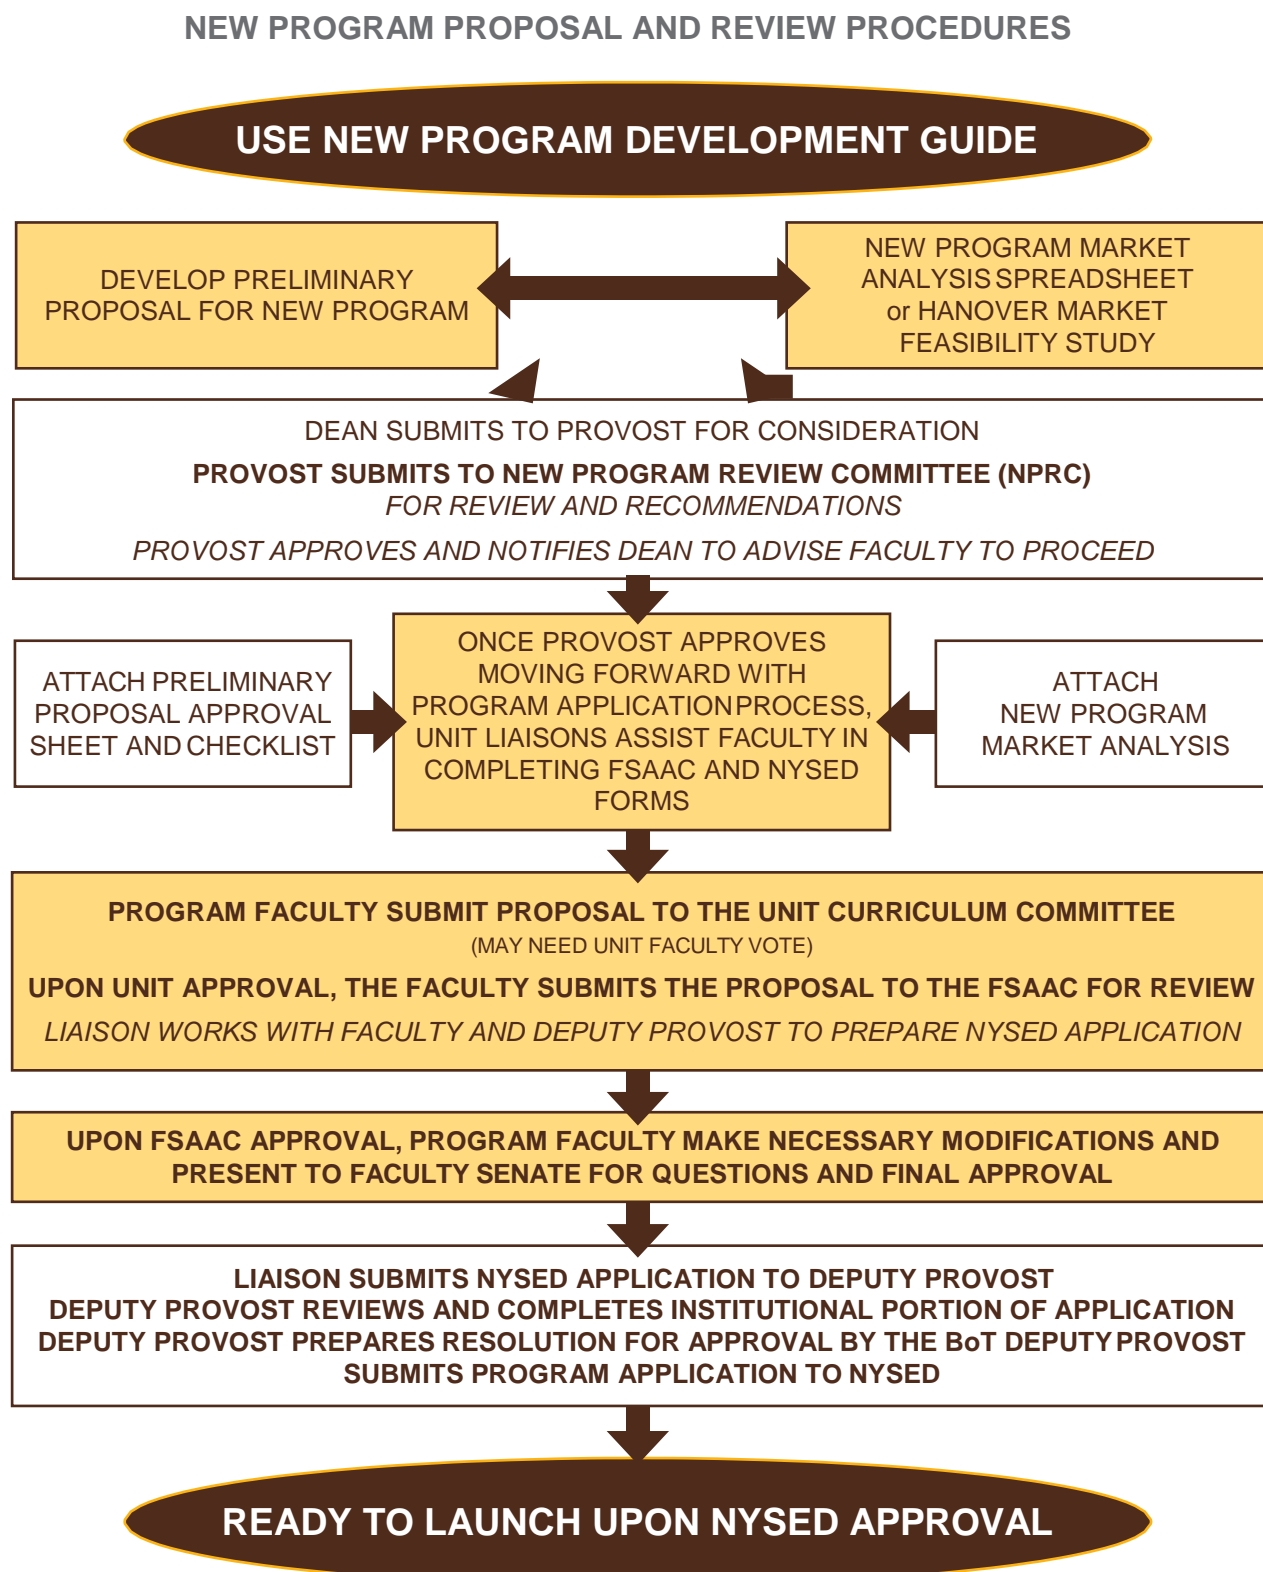 NEW PROGRAM PROPOSAL AND REVIEW PROCEDURES
USE NEW PROGRAM DEVELOPMENT GUIDE
DEVELOP PRELIMINARY
PROPOSAL FOR NEW PROGRAM
NEW PROGRAM MARKET
ANALYSIS SPREADSHEET
or HANOVER MARKET
FEASIBILITY STUDY
DEAN SUBMITS TO PROVOST FOR CONSIDERATION
PROVOST SUBMITS TO NEW PROGRAM REVIEW COMMITTEE (NPRC)
FOR REVIEW AND RECOMMENDATIONS
PROVOST APPROVES AND NOTIFIES DEAN TO ADVISE FACULTY TO PROCEED
ATTACH PRELIMINARY
PROPOSAL APPROVAL
SHEET AND CHECKLIST
ONCE PROVOST APPROVES
MOVING FORWARD WITH
PROGRAM APPLICATION PROCESS,
UNIT LIAISONS ASSIST FACULTY IN
COMPLETING FSAAC AND NYSED
FORMS
ATTACH
NEW PROGRAM
MARKET ANALYSIS
PROGRAM FACULTY SUBMIT PROPOSAL TO THE UNIT CURRICULUM COMMITTEE
(MAY NEED UNIT FACULTY VOTE)
UPON UNIT APPROVAL, THE FACULTY SUBMITS THE PROPOSAL TO THE FSAAC FOR REVIEW
LIAISON WORKS WITH FACULTY AND DEPUTY PROVOST TO PREPARE NYSED APPLICATION
UPON FSAAC APPROVAL, PROGRAM FACULTY MAKE NECESSARY MODIFICATIONS AND
PRESENT TO FACULTY SENATE FOR QUESTIONS AND FINAL APPROVAL
LIAISON SUBMITS NYSED APPLICATION TO DEPUTY PROVOST
DEPUTY PROVOST REVIEWS AND COMPLETES INSTITUTIONAL PORTION OF APPLICATION
DEPUTY PROVOST PREPARES RESOLUTION FOR APPROVAL BY THE BoT DEPUTY PROVOST
SUBMITS PROGRAM APPLICATION TO NYSED
READY TO LAUNCH UPON NYSED APPROVAL